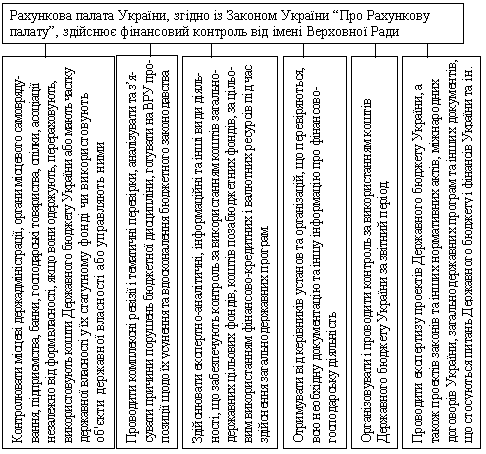 Рахункова палата України, згідно із Законом України “Про Рахункову
палату”, здійснює фінансовий контроль від імені Верховної Ради
Контролювати місцеві держадміністрації, органи місцевого самовряду-
вання, підприємства, банки, господарські товариства, спілки, асоціації
незалежно від форм власності, якщо вони одержують, перераховують,
використовують кошти Державного бюджету України або мають частку
державної власності у їх статутному фонді чи використовують
об'єкти державної власності або управляють ними
Проводити комплексні ревізії і тематичні перевірки, аналізувати та з'я-
сувати причини порушень бюджетної дисципліни, готувати на ВРУ про-
позиції щодо їх усунення та вдосконалення бюджетного законодавства
Здійснювати експертно-аналітичні, інформаційні та інші види діяль-
ності, що забезпечують контроль за використанням коштів загально-
державних цільових фондів, коштів позабюджетних фондів, за цільо-
вим використанням фінансово-кредитних і валютних ресурсів під час
здійснення загальнодержавних програм
Отримувати від керівників установ та організацій, що перевіряються,
всю необхідну документацію та іншу інформацію про фінансово-
господарську діяльність
Організовувати і проводити контроль за використанням коштів
Державного бюджету України за звітний період
Проводити експертизу проектів Державного бюджету України, а
також проектів законів та інших нормативних актів, міжнародних
договорів України, загальнодержавних програм та інших документів,
що стосуються питань Державного бюджету і фінансів України та ін.